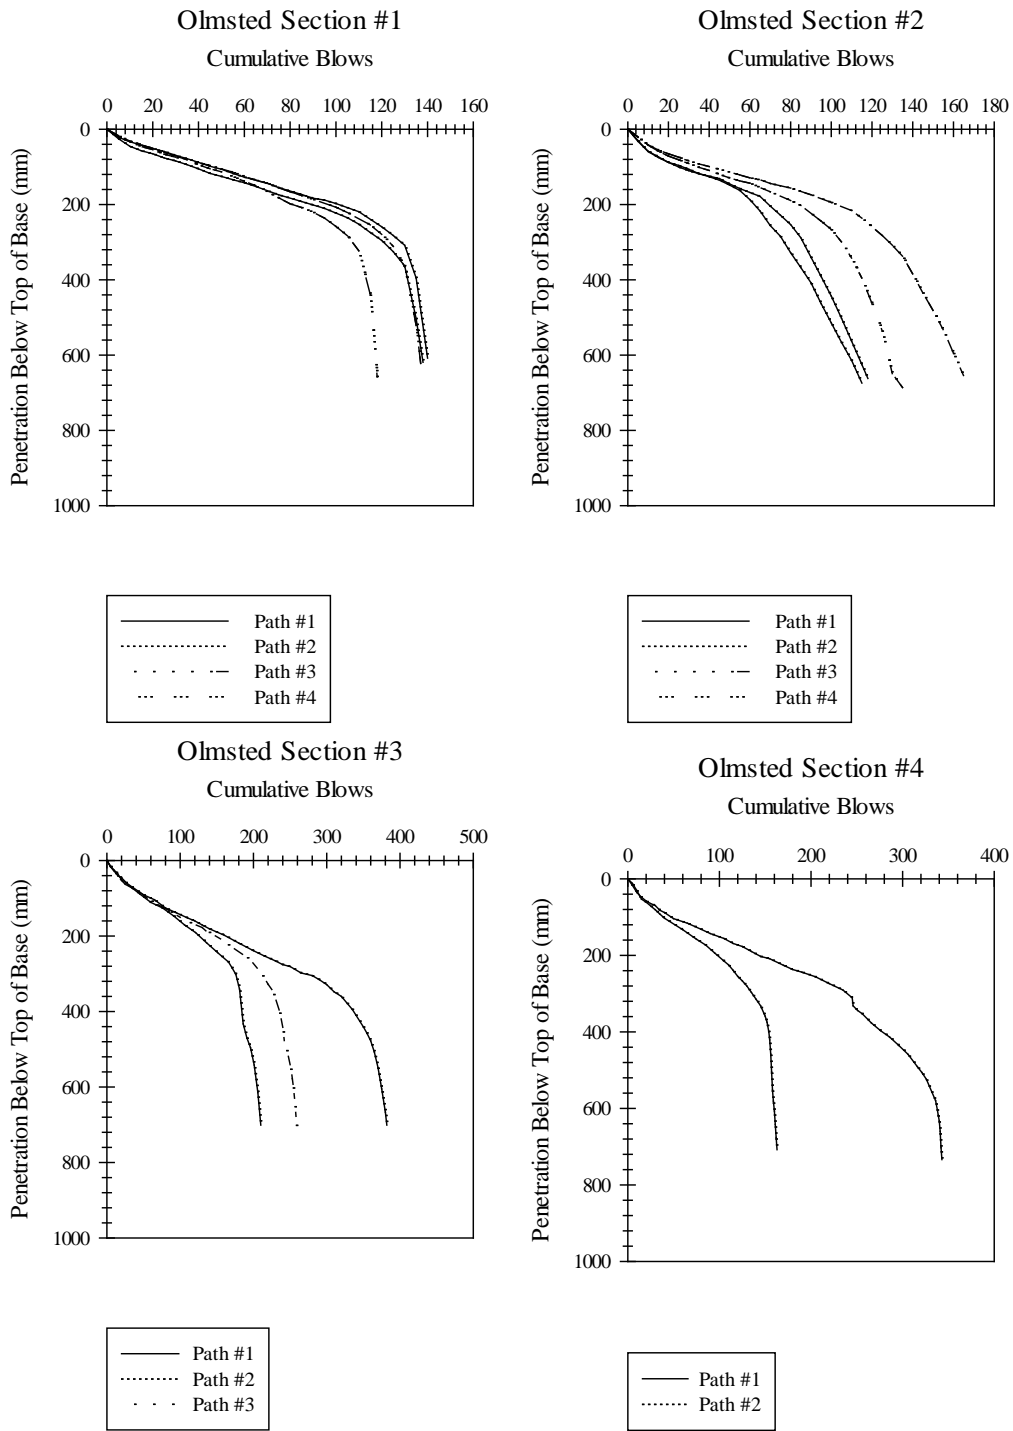 Olmsted Section #1
Cumulative Blows
0 20 40 60 80 100 120 140 160
0
200
400
600
800
1000
Penetration Below Top of Base (mm)
Path #1
Path #2
Path #3
Path #4
Olmsted Section #2
Cumulative Blows
0 20 40 60 80 100 120 140 160 180
0
200
400
600
800
1000
Penetration Below Top of Base (mm)
Path #1
Path #2
Path #3
Path #4
Olmsted Section #3
Cumulative Blows
0 100 200 300 400 500
0
200
400
600
800
1000
Penetration Below Top of Base (mm)
Path #1
Path #2
Path #3
Olmsted Section #4
Cumulative Blows
0 100 200 300 400
0
200
400
600
800
1000
Penetration Below Top of Base (mm)
Path #1
Path #2